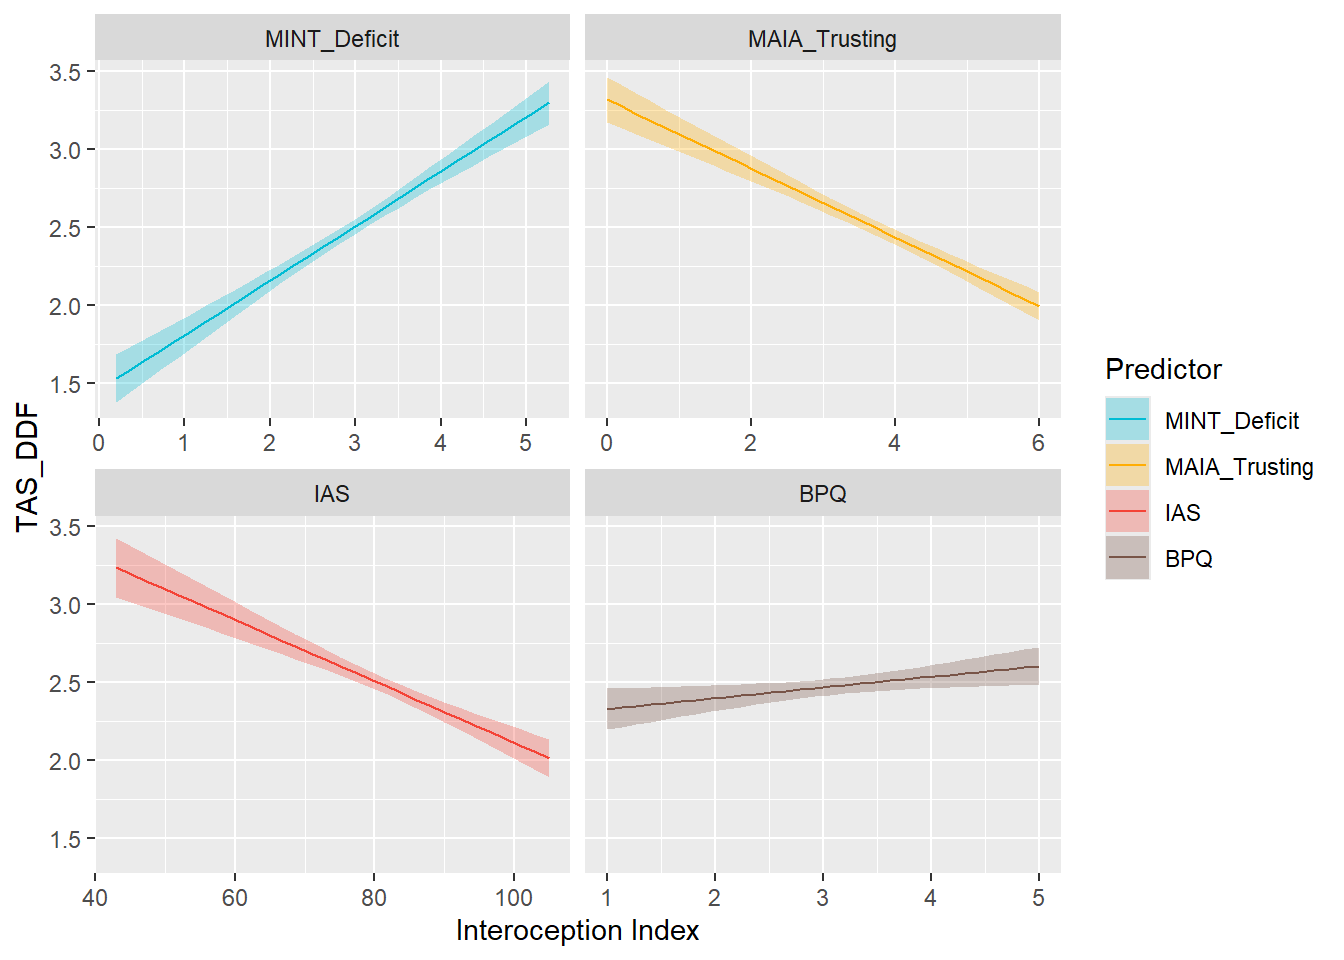 MINT_Deficit
MAIA_Trusting
3.5
3.0
2.5
2.0
1.5
0 1 2 3 4 5
0 2 4 6
IAS
BPQ
3.5
3.0
2.5
2.0
1.5
40 60 80 100
1 2 3 4 5
Interoception Index
TAS_DDF
Predictor
MINT_Deficit
MAIA_Trusting
IAS
BPQ